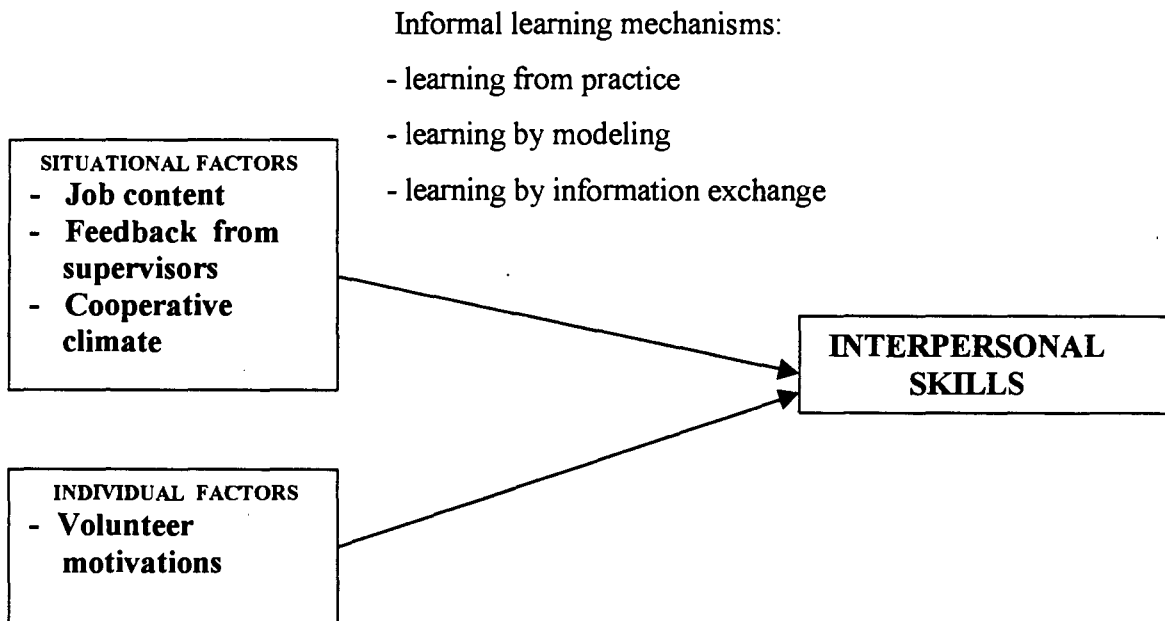 Informal learning mechanisms:
- learning from practice
- learning by modeling
- learning by information exchange
SITUATIONAL FACTORS
- Job content
- Feedback from
supervisors
- Cooperative
climate
INTERPERSONAL
SKILLS
INDIVIDUAL FACTORS
- Volunteer
motivations